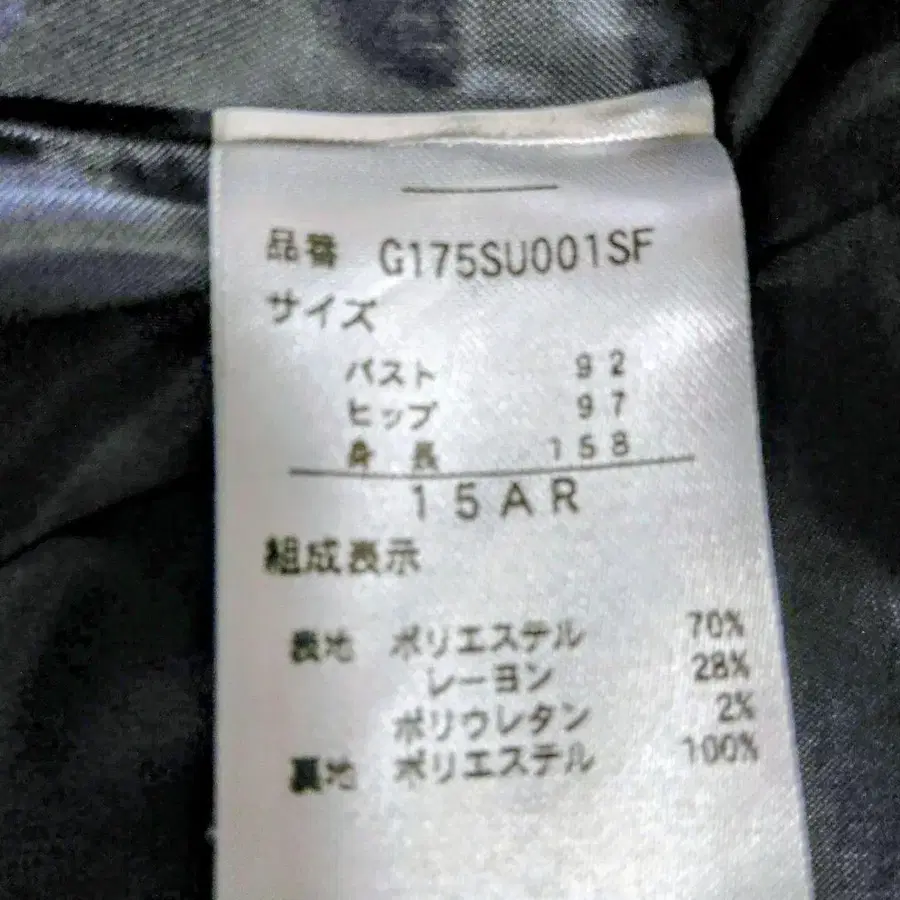 品番 G175SU001SF
サイズ
バスト 92
ヒップ 97
身長 158
15AR
組成表示
表地 ポリエステル 70%
レーヨン 28%
ポリウレタン 2%
裏地 ポリエステル 100%